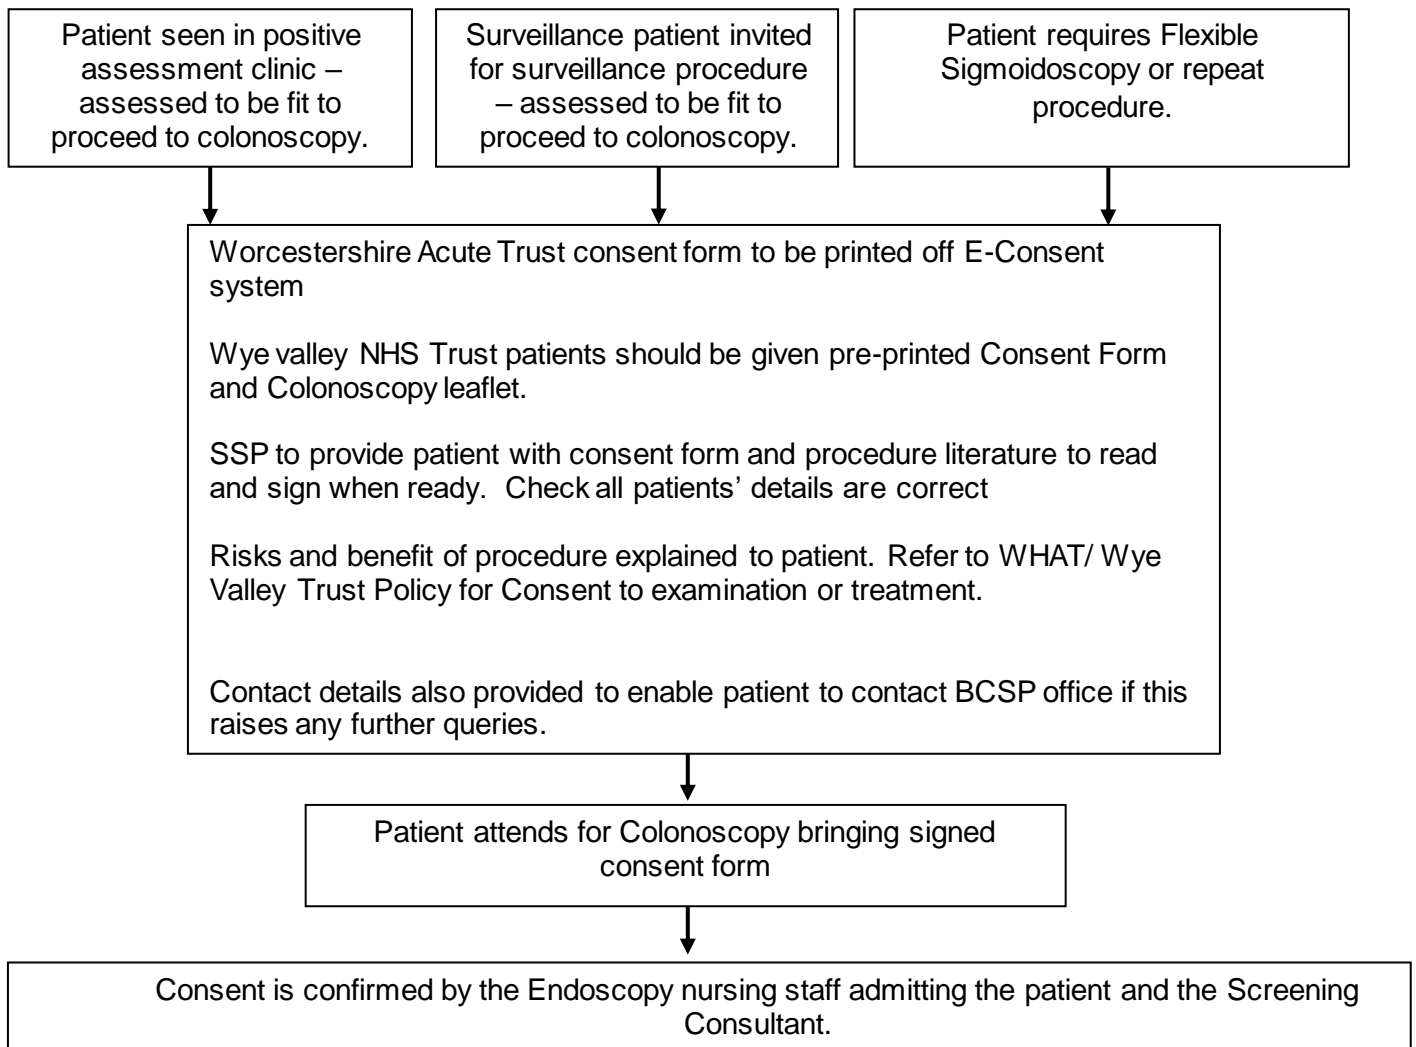 Patient seen in positive
assessment clinic –
assessed to be fit to
proceed to colonoscopy.
Surveillance patient invited
for surveillance procedure
– assessed to be fit to
proceed to colonoscopy.
Patient requires Flexible
Sigmoidoscopy or repeat
procedure.
Worcestershire Acute Trust consent form to be printed off E-Consent
system
Wye valley NHS Trust patients should be given pre-printed Consent Form
and Colonoscopy leaflet.
SSP to provide patient with consent form and procedure literature to read
and sign when ready. Check all patients’ details are correct
Risks and benefit of procedure explained to patient. Refer to WHAT/ Wye
Valley Trust Policy for Consent to examination or treatment.
Contact details also provided to enable patient to contact BCSP office if this
raises any further queries.
Patient attends for Colonoscopy bringing signed
consent form
Consent is confirmed by the Endoscopy nursing staff admitting the patient and the Screening
Consultant.